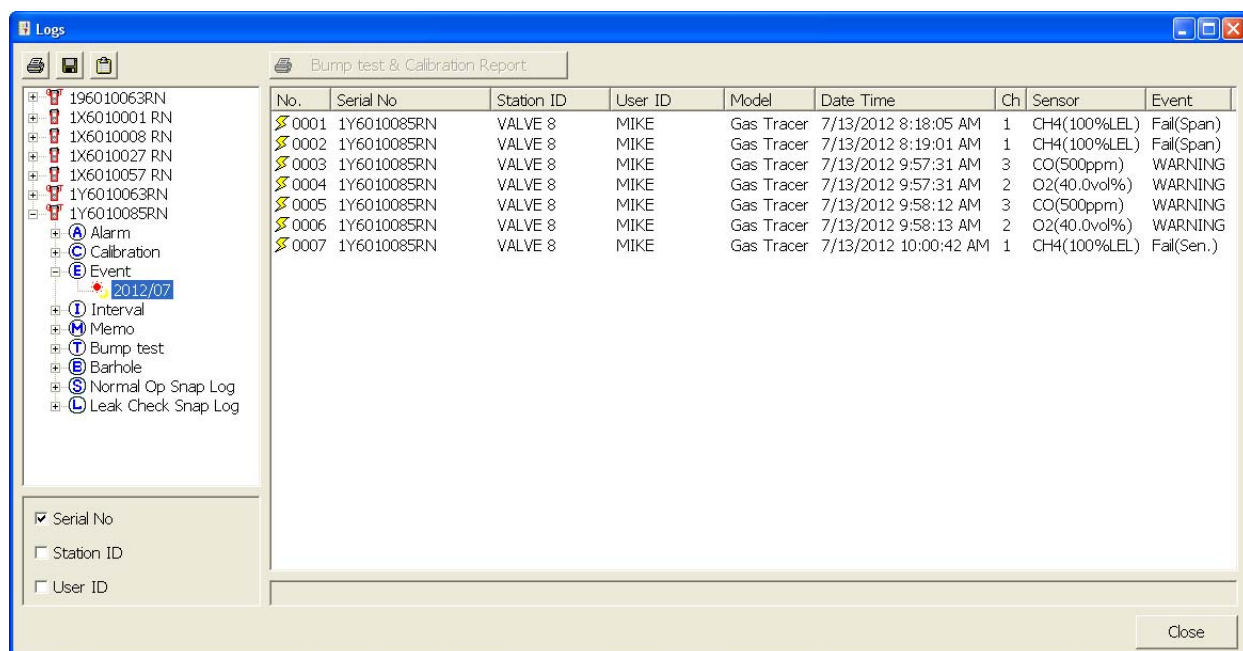 Logs
Bump test & Calibration Report
196010063RN
1X6010001 RN
1X6010008 RN
1X6010027 RN
1X6010057 RN
1Y6010063RN
1Y6010085RN
A Alarm
C Calibration
E Event
2012/07
I Interval
M Memo
T Bump test
B Barhole
S Normal Op Snap Log
L Leak Check Snap Log
Serial No
Station ID
User ID
No. Serial No Station ID User ID Model Date Time Ch Sensor Event
0001 1Y6010085RN VALVE 8 MIKE Gas Tracer 7/13/2012 8:18:05 AM 1 CH4(100%LEL) Fail(Span)
0002 1Y6010085RN VALVE 8 MIKE Gas Tracer 7/13/2012 8:19:01 AM 1 CH4(100%LEL) Fail(Span)
0003 1Y6010085RN VALVE 8 MIKE Gas Tracer 7/13/2012 9:57:31 AM 3 CO(500ppm) WARNING
0004 1Y6010085RN VALVE 8 MIKE Gas Tracer 7/13/2012 9:57:31 AM 2 O2(40.0vol%) WARNING
0005 1Y6010085RN VALVE 8 MIKE Gas Tracer 7/13/2012 9:58:12 AM 3 CO(500ppm) WARNING
0006 1Y6010085RN VALVE 8 MIKE Gas Tracer 7/13/2012 9:58:13 AM 2 O2(40.0vol%) WARNING
0007 1Y6010085RN VALVE 8 MIKE Gas Tracer 7/13/2012 10:00:42 AM 1 CH4(100%LEL) Fail(Sen.)
Close